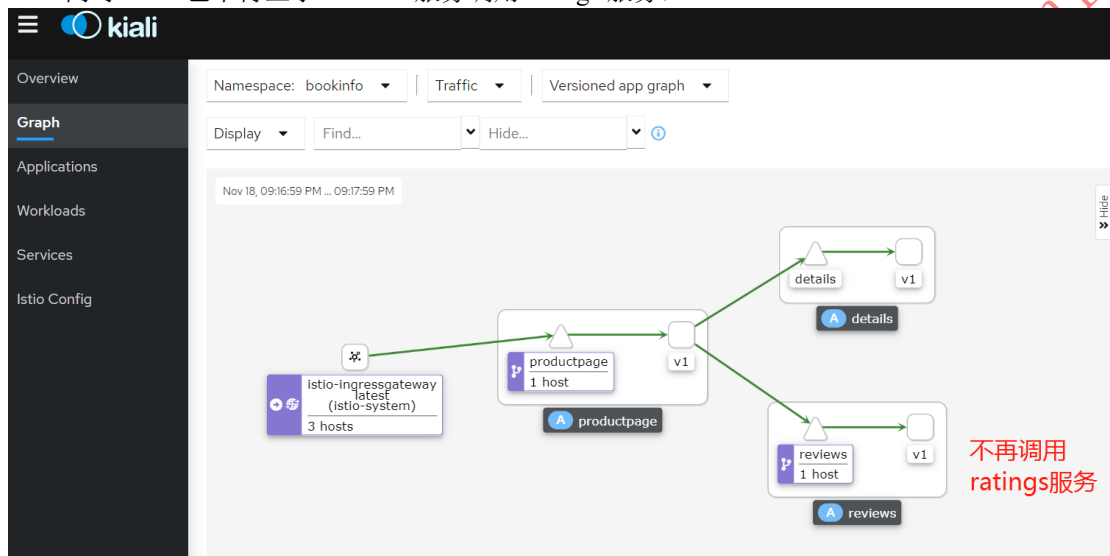 kiali
Overview
Namespace: bookinfo
Traffic
Versioned app graph
Graph
Display
Find...
Hide...
Applications
Nov 18, 09:16:59 PM ... 09:17:59 PM
Workloads
Hide
Services
Istio Config
details
v1
A details
productpage
1 host
v1
A productpage
istio-ingressgateway
latest
(istio-system)
3 hosts
reviews
1 host
v1
A reviews
不再调用
ratings服务